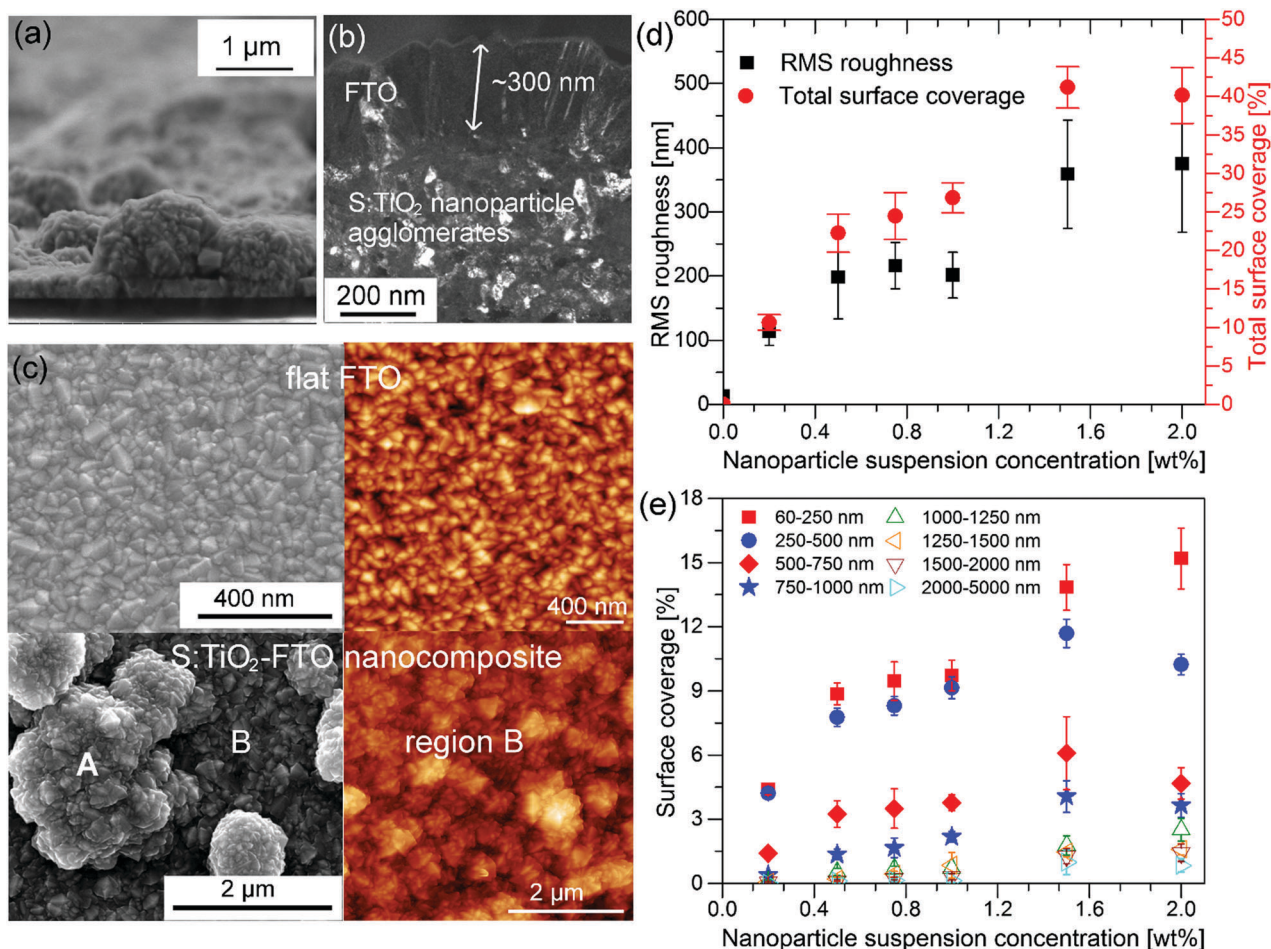 (a)
1 μm
(b)
FTO
~300 nm
S:TiO₂ nanoparticle
agglomerates
200 nm
(c)
flat FTO
400 nm
400 nm
S:TiO₂-FTO nanocomposite
A
B
region B
2 μm
2 μm
(d)
RMS roughness
Total surface coverage
RMS roughness [nm]
600
500
400
300
200
100
0
Total surface coverage [%]
50
45
40
35
30
25
20
15
10
5
0
0.0 0.4 0.8 1.2 1.6 2.0
Nanoparticle suspension concentration [wt%]
(e)
60-250 nm
250-500 nm
500-750 nm
750-1000 nm
1000-1250 nm
1250-1500 nm
1500-2000 nm
2000-5000 nm
Surface coverage [%]
18
15
12
9
6
3
0
0.0 0.4 0.8 1.2 1.6 2.0
Nanoparticle suspension concentration [wt%]